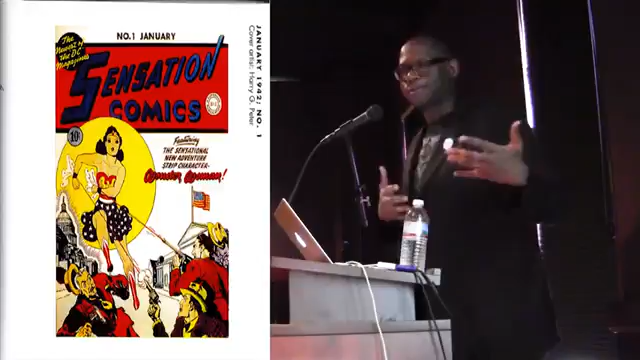 NO. 1 JANUARY
The
Newest of
the DC
Magazines
SENSATION
COMICS
10¢
Featuring
THE SENSATIONAL
NEW ADVENTURE
STRIP CHARACTER-
Wonder Woman!
JANUARY 1942; NO. 1
Cover artist: Harry G. Peter